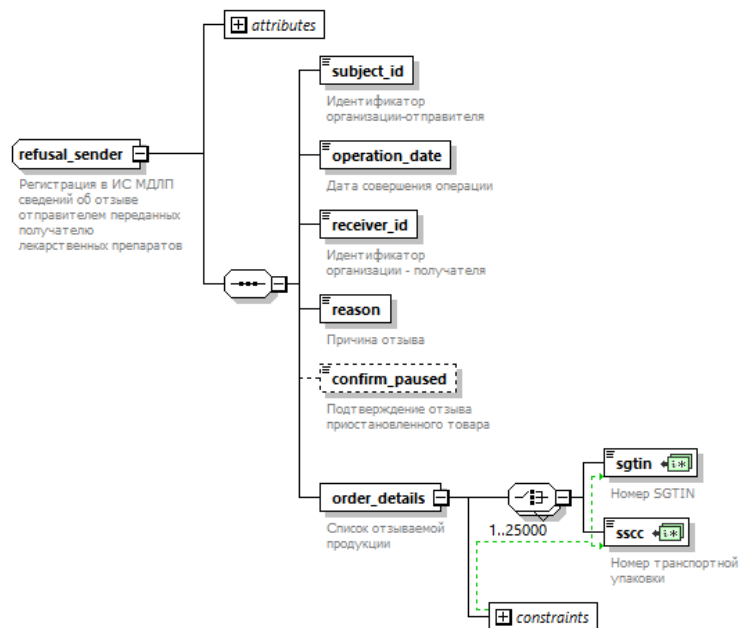 attributes
subject_id
Идентификатор
организации-отправителя
refusal_sender
Регистрация в ИС МДЛП
сведений об отзыве
отправителем переданных
получателю
лекарственных препаратов
operation_date
Дата совершения операции
receiver_id
Идентификатор
организации - получателя
reason
Причина отзыва
confirm_paused
Подтверждение отзыва
приостановленного товара
order_details
Список отзываемой
продукции
1..25000
sgtin
Номер SGTIN
sscc
Номер транспортной
упаковки
constraints